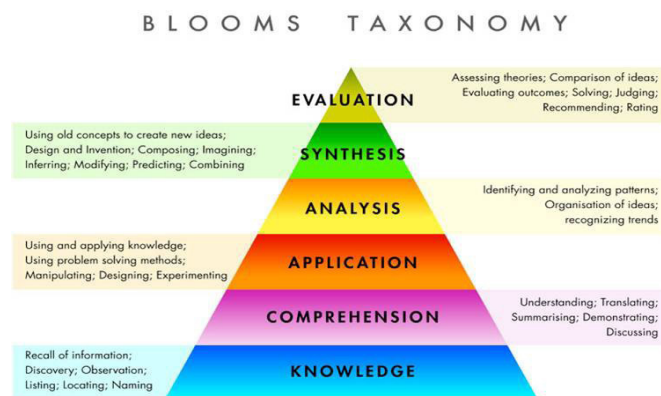 BLOOMS TAXONOMY
EVALUATION
Assessing theories; Comparison of ideas;
Evaluating outcomes; Solving; Judging;
Recommending; Rating
Using old concepts to create new ideas;
Design and Invention; Composing; Imagining;
Inferring; Modifying; Predicting; Combining
SYNTHESIS
ANALYSIS
Identifying and analyzing patterns;
Organisation of ideas;
recognizing trends
Using and applying knowledge;
Using problem solving methods;
Manipulating; Designing; Experimenting
APPLICATION
COMPREHENSION
Understanding; Translating;
Summarising; Demonstrating;
Discussing
Recall of information;
Discovery; Observation;
Listing; Locating; Naming
KNOWLEDGE